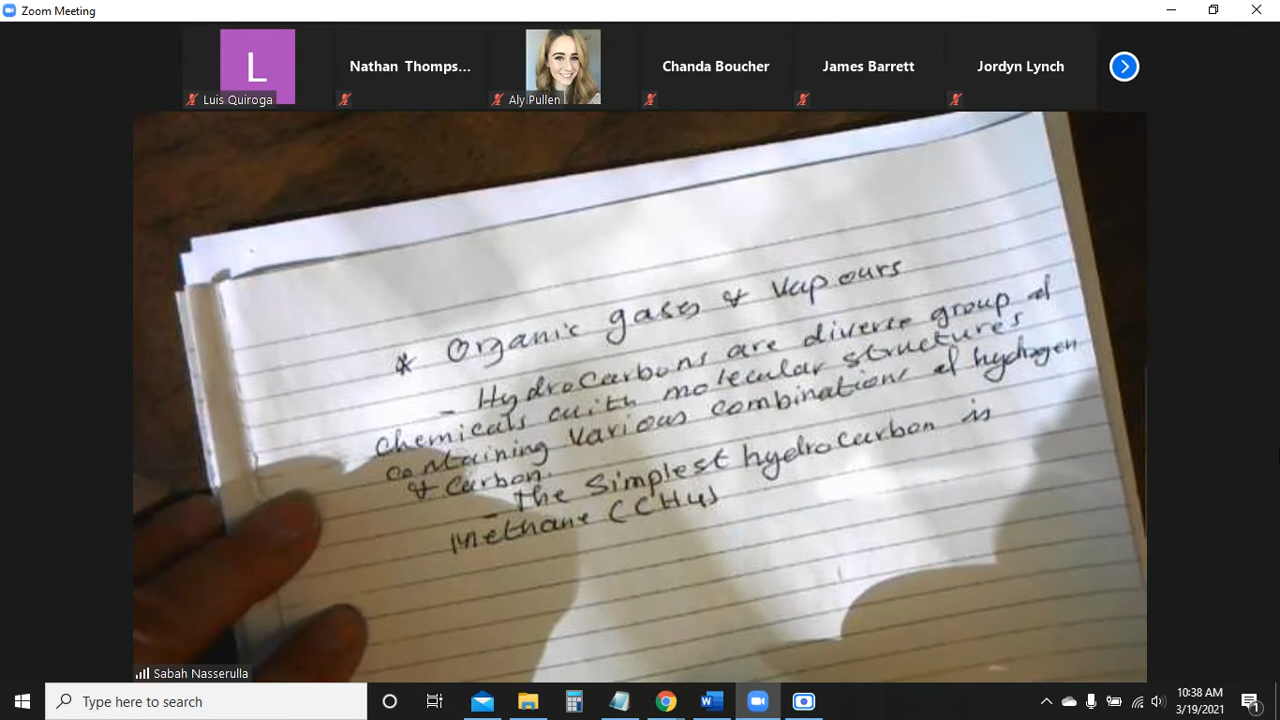 Zoom Meeting
L
Luis Quiroga
Nathan Thomps...
Aly Pullen
Chanda Boucher
James Barrett
Jordyn Lynch
* Organic gases & Vapours
- Hydrocarbons are diverse group of
chemicals with molecular structures
containing various combinations of hydrogen
& Carbon.
- The Simplest hydrocarbon is
Methane (CH4)
Sabah Nasserulla
Type here to search
W
10:38 AM
3/19/2021
1